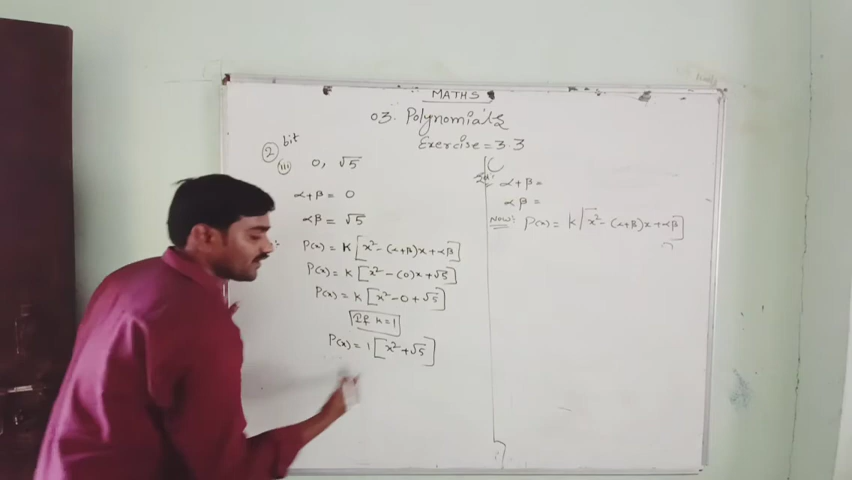 MATHS
03. Polynomials
Exercise = 3.3
② bit
(iii) 0, √5
α+β = 0
αβ = √5
P(x) = K[x² - (α+β)x + αβ]
P(x) = K[x² - (0)x + √5]
P(x) = K[x² - 0 + √5]
If K = 1
P(x) = 1[x² + √5]
α+β =
αβ =
Now: P(x) = K[x² - (α+β)x + αβ]